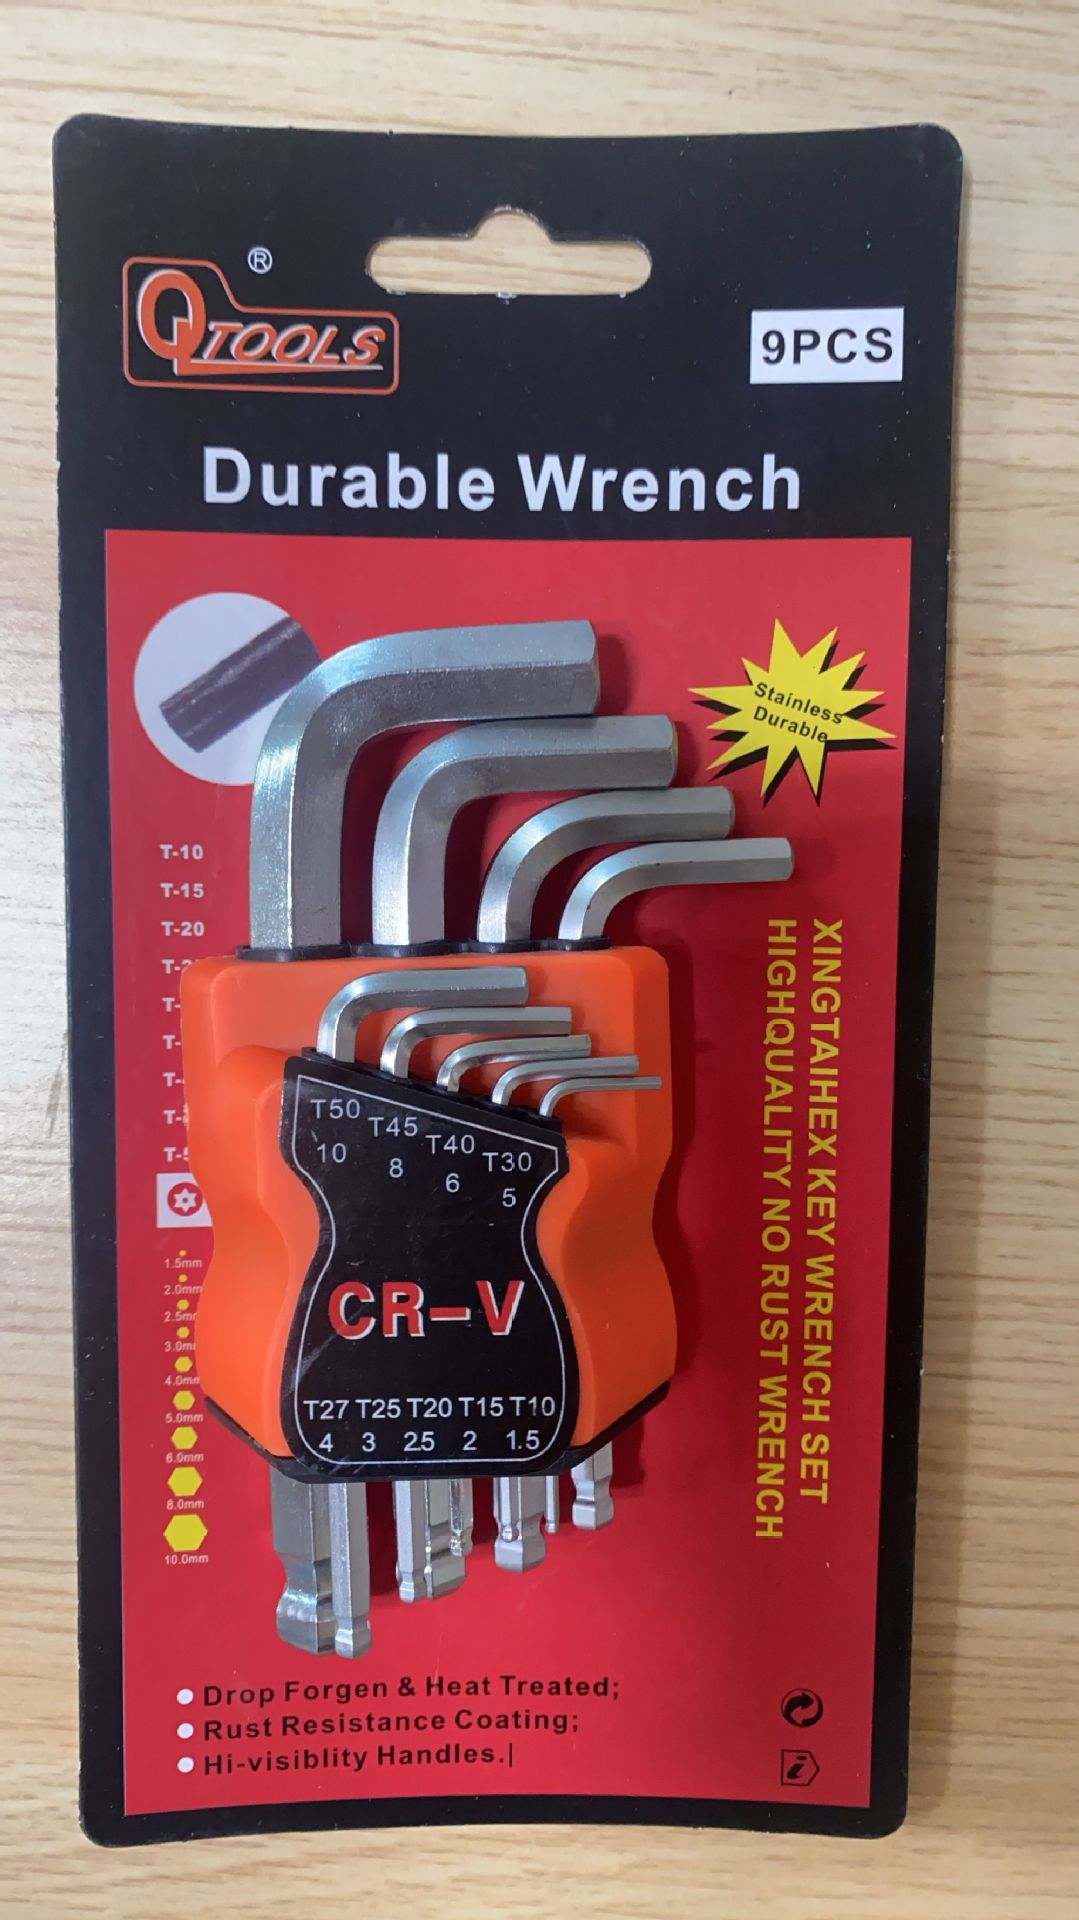 ®
QTOOLS
9PCS
Durable Wrench
Stainless
Durable
T-10
T-15
T-20
XINGTAIHEX KEY WRENCH SET
HIGHQUALITY NO RUST WRENCH
T50 T45 T40 T30
10 8 6 5
CR-V
T27 T25 T20 T15 T10
4 3 2.5 2 1.5
1.5mm
2.0mm
2.5m
3.0m
4.0mm
5.0mm
6.0mm
8.0mm
10.0mm
Drop Forgen & Heat Treated;
Rust Resistance Coating;
Hi-visiblity Handles.|
i